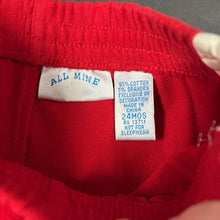 ALL MINE
95% COTTON
5% SPANDEX
EXCLUSIVE OF
DECORATION
MADE IN
CHINA
24MOS
RN 13711
NOT FOR
SLEEPWEAR